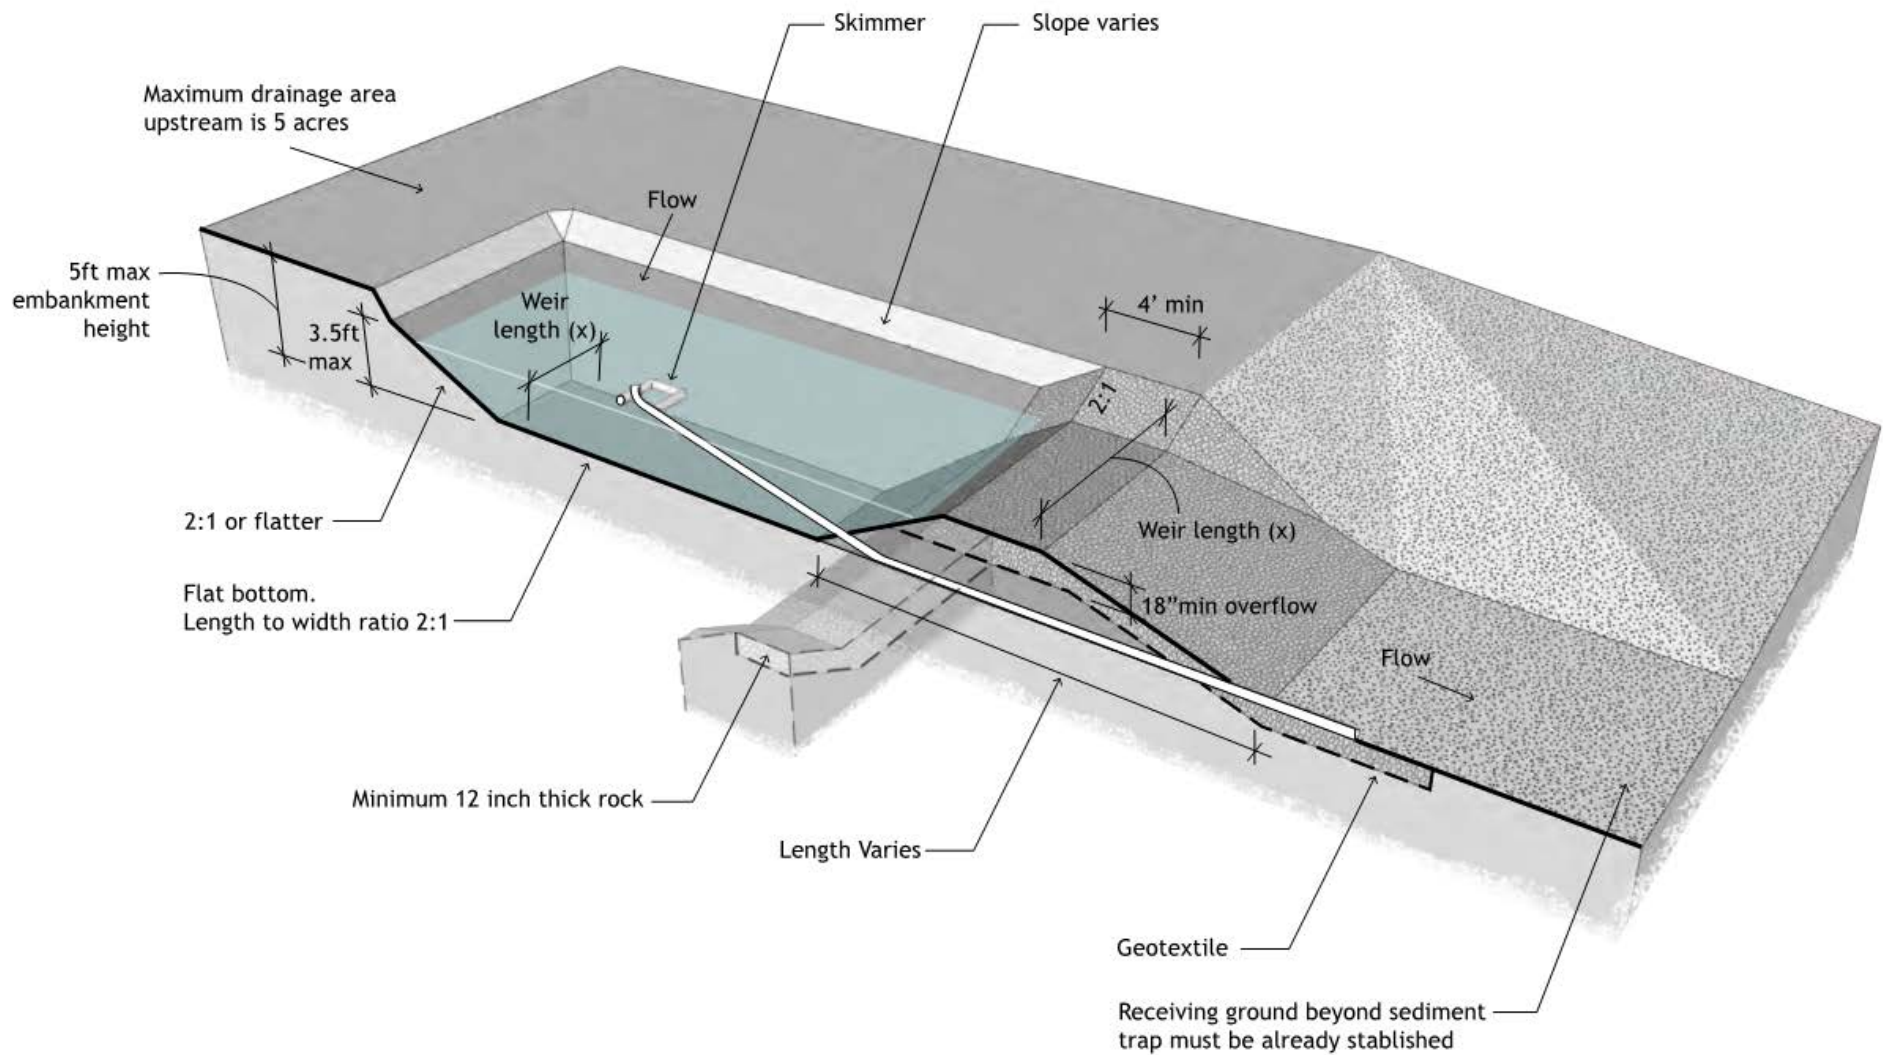 Skimmer
Slope varies
Maximum drainage area
upstream is 5 acres
Flow
5ft max
embankment
height
Weir
length (x)
4’ min
3.5ft
max
2:1
2:1 or flatter
Weir length (x)
Flat bottom.
Length to width ratio 2:1
18”min overflow
Flow
Minimum 12 inch thick rock
Length Varies
Geotextile
Receiving ground beyond sediment
trap must be already stablished